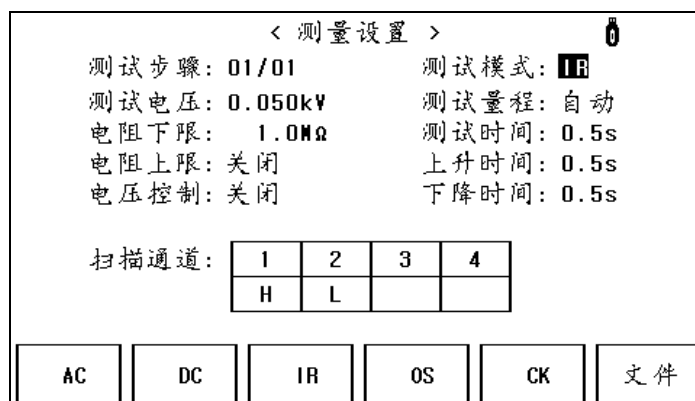 < 测量设置 >
测试步骤: 01/01 测试模式: IR
测试电压: 0.050kV 测试量程: 自动
电阻下限: 1.0MΩ 测试时间: 0.5s
电阻上限: 关闭 上升时间: 0.5s
电压控制: 关闭 下降时间: 0.5s
扫描通道: 1 2 3 4
H L
AC DC IR OS CK 文件